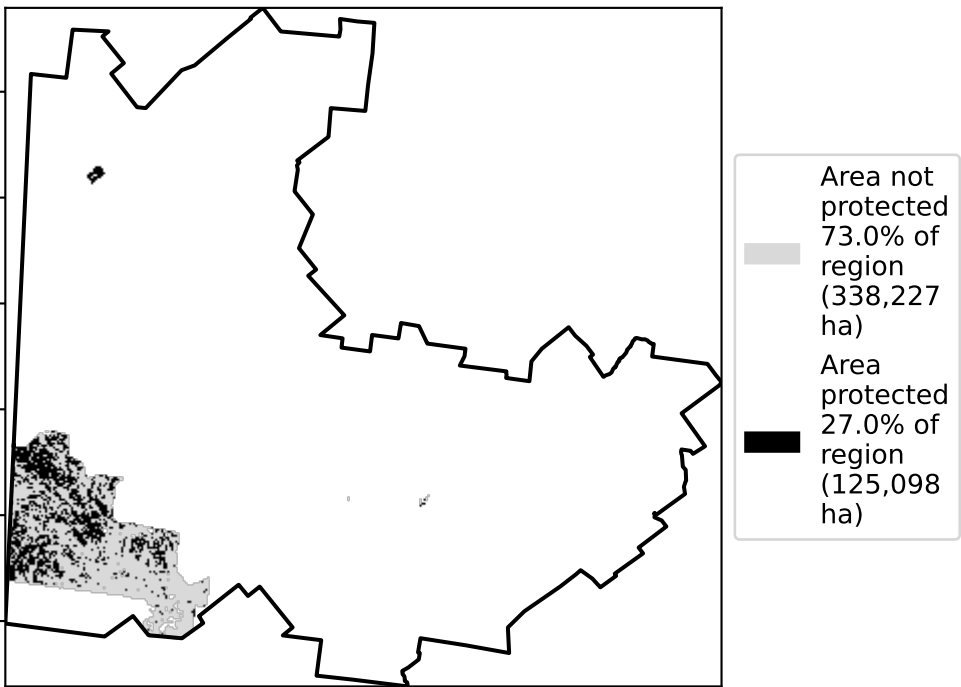 Area not
protected
73.0% of
region
(338,227
ha)
Area
protected
27.0% of
region
(125,098
ha)